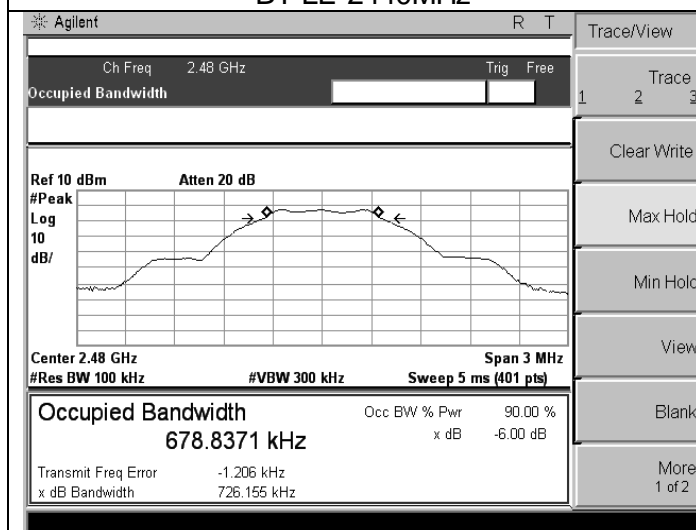 Agilent R T
Trace/View
Ch Freq 2.48 GHz Trig Free
Occupied Bandwidth
Trace
1 2 3
Clear Write
Max Hold
Min Hold
View
Blank
More
1 of 2
Ref 10 dBm Atten 20 dB
#Peak
Log
10
dB/
Center 2.48 GHz Span 3 MHz
#Res BW 100 kHz #VBW 300 kHz Sweep 5 ms (401 pts)
Occupied Bandwidth Occ BW % Pwr 90.00 %
678.8371 kHz x dB -6.00 dB
Transmit Freq Error -1.206 kHz
x dB Bandwidth 726.155 kHz